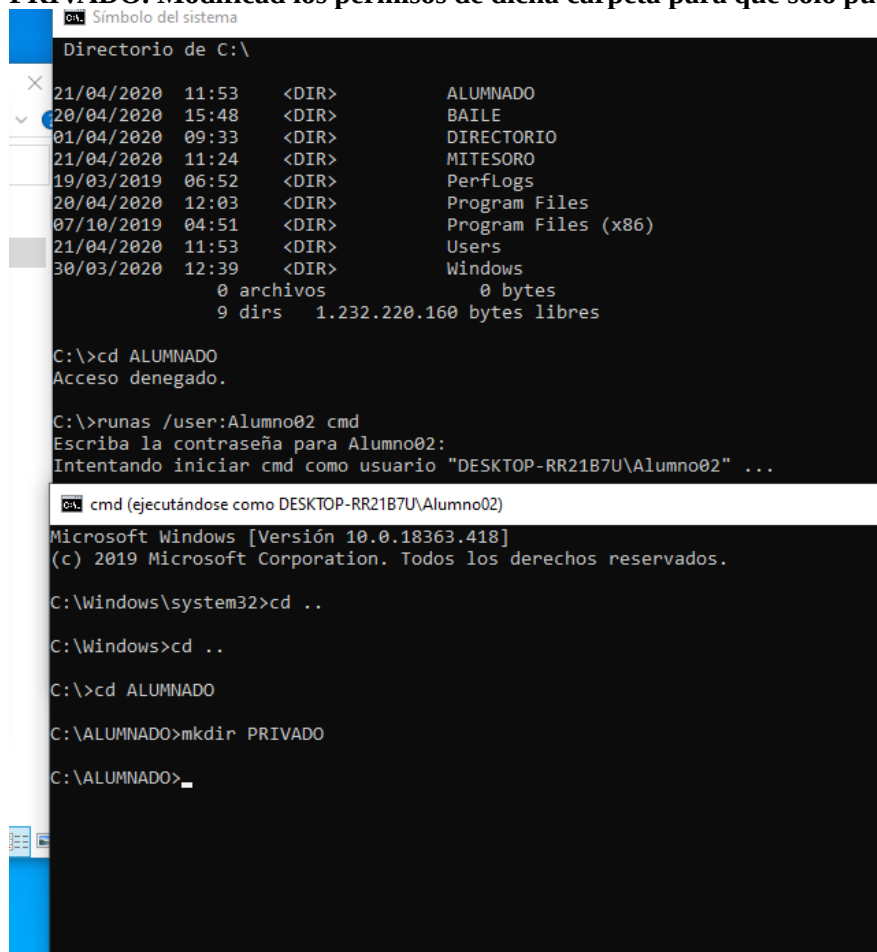 PRIVADO. Modificad los permisos de dicha carpeta para que solo pu
Símbolo del sistema
Directorio de C:\
21/04/2020 11:53 <DIR> ALUMNADO
20/04/2020 15:48 <DIR> BAILE
01/04/2020 09:33 <DIR> DIRECTORIO
21/04/2020 11:24 <DIR> MITESORO
19/03/2019 06:52 <DIR> PerfLogs
20/04/2020 12:03 <DIR> Program Files
07/10/2019 04:51 <DIR> Program Files (x86)
21/04/2020 11:53 <DIR> Users
30/03/2020 12:39 <DIR> Windows
0 archivos 0 bytes
9 dirs 1.232.220.160 bytes libres
C:\>cd ALUMNADO
Acceso denegado.
C:\>runas /user:Alumno02 cmd
Escriba la contraseña para Alumno02:
Intentando iniciar cmd como usuario "DESKTOP-RR21B7U\Alumno02" ...
cmd (ejecutándose como DESKTOP-RR21B7U\Alumno02)
Microsoft Windows [Versión 10.0.18363.418]
(c) 2019 Microsoft Corporation. Todos los derechos reservados.
C:\Windows\system32>cd ..
C:\Windows>cd ..
C:\>cd ALUMNADO
C:\ALUMNADO>mkdir PRIVADO
C:\ALUMNADO>